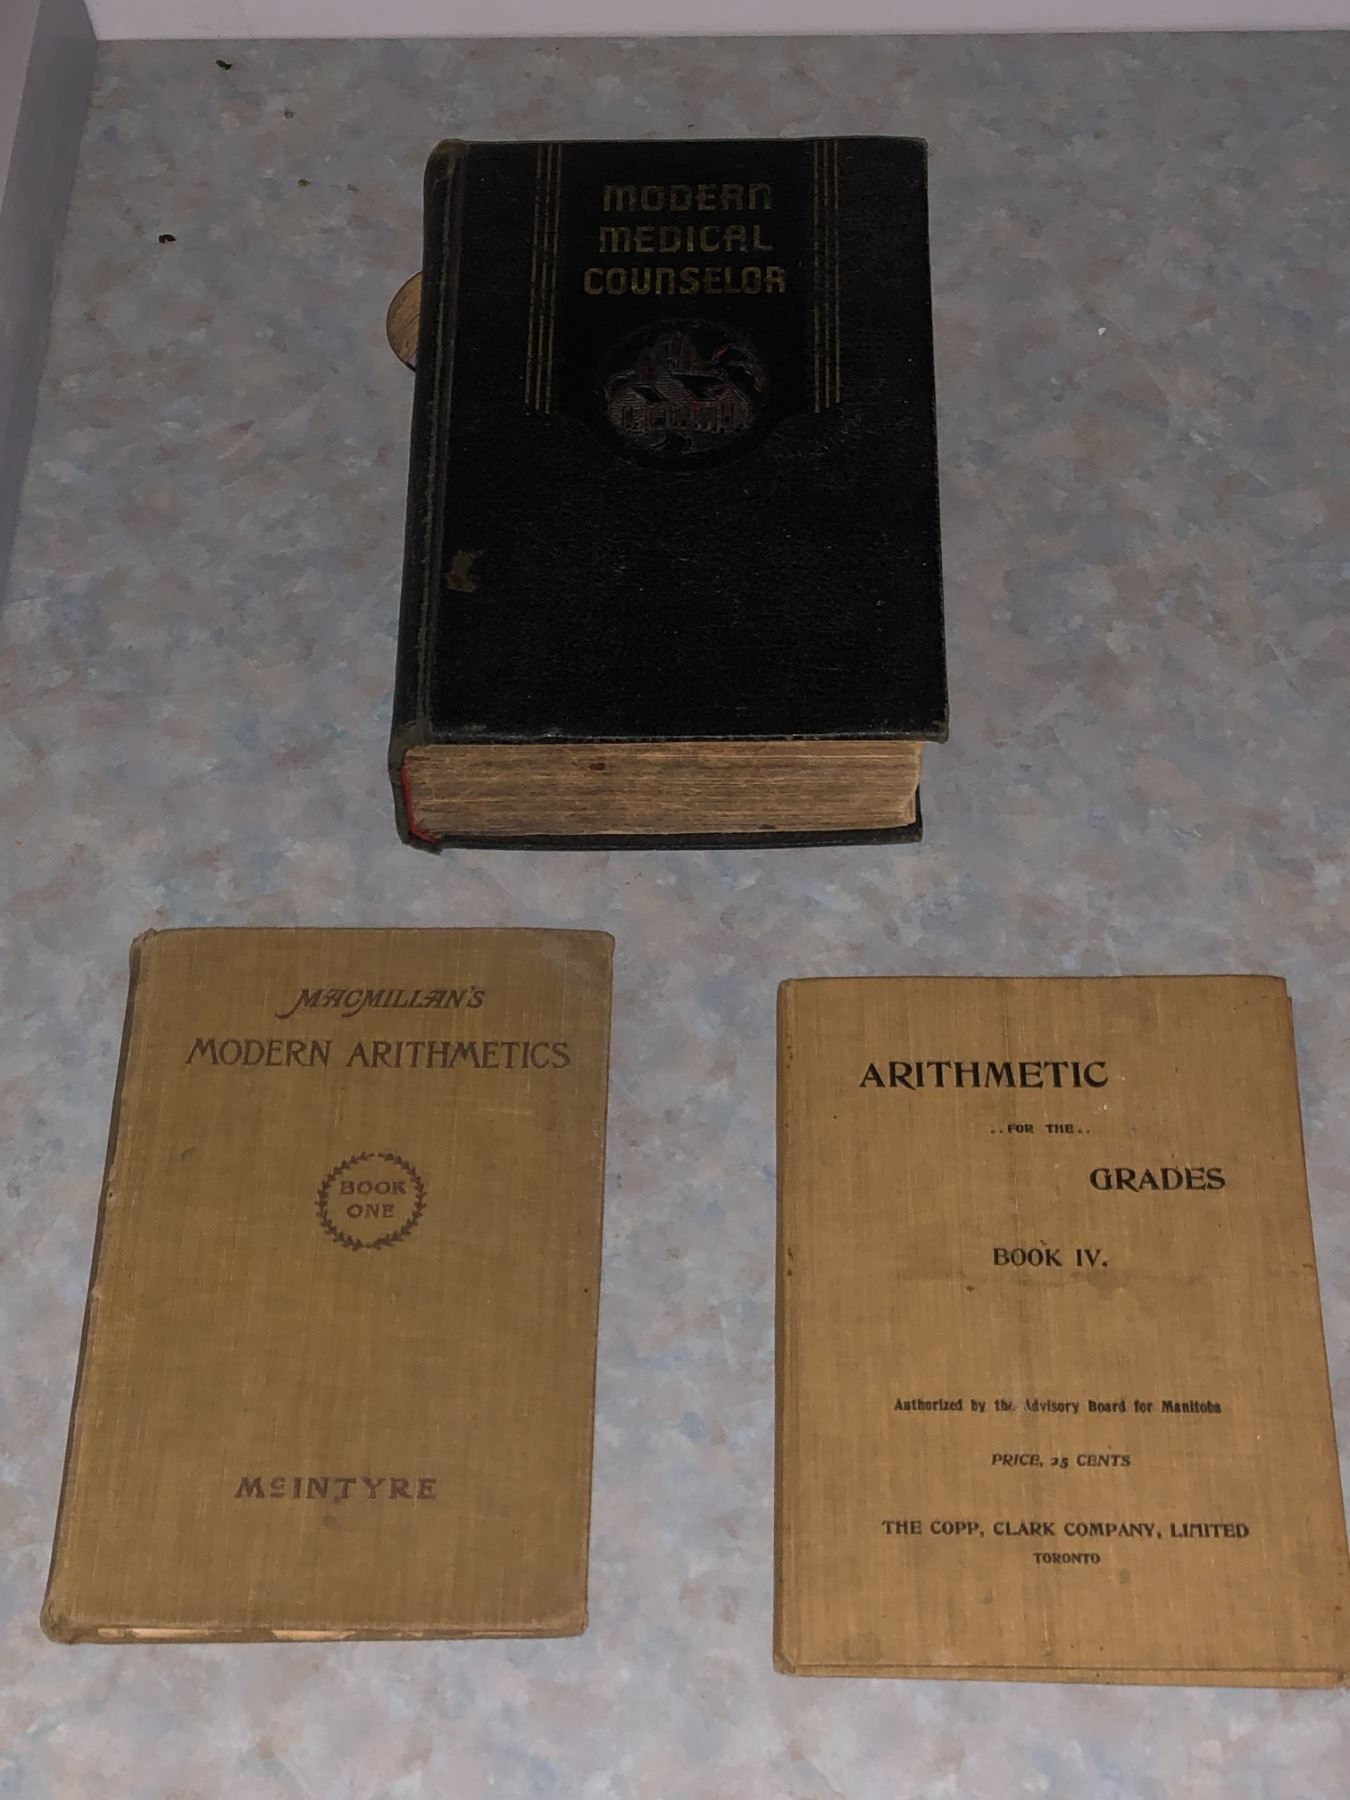 MODERN
MEDICAL
COUNSELOR
MACMILLAN'S
MODERN ARITHMETICS
BOOK
ONE
McINTYRE
ARITHMETIC
..FOR THE..
GRADES
BOOK IV.
Authorized by the Advisory Board for Manitoba
PRICE, 25 CENTS
THE COPP, CLARK COMPANY, LIMITED
TORONTO